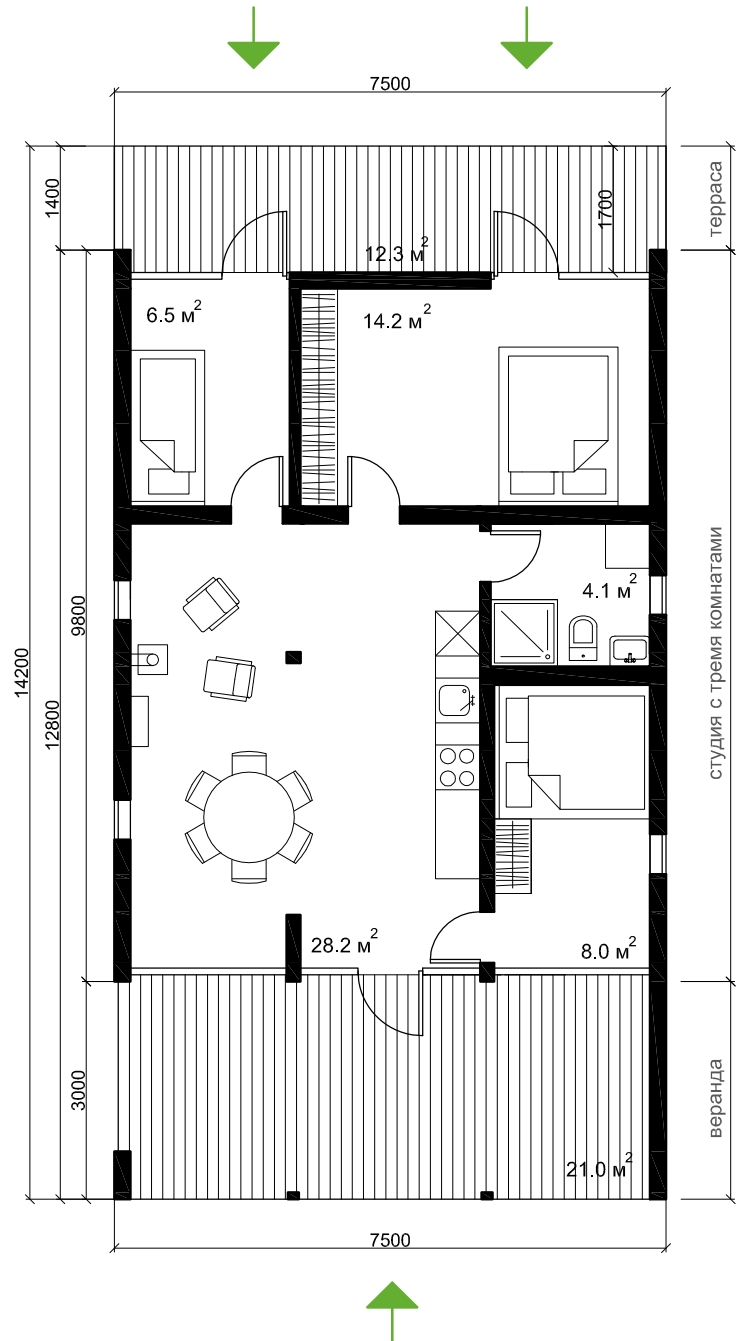 7500
1400
1700
терраса
12.3 м²
6.5 м²
14.2 м²
4.1 м²
студия с тремя комнатами
9800
14200
12800
28.2 м²
8.0 м²
3000
веранда
21.0 м²
7500